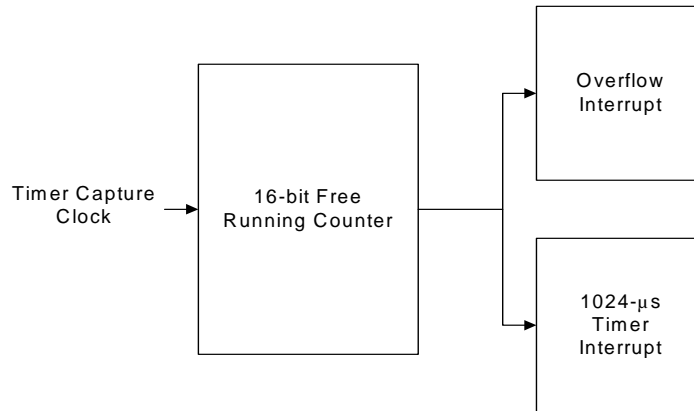 Timer Capture
Clock
16-bit Free
Running Counter
Overflow
Interrupt
1024-μs
Timer
Interrupt